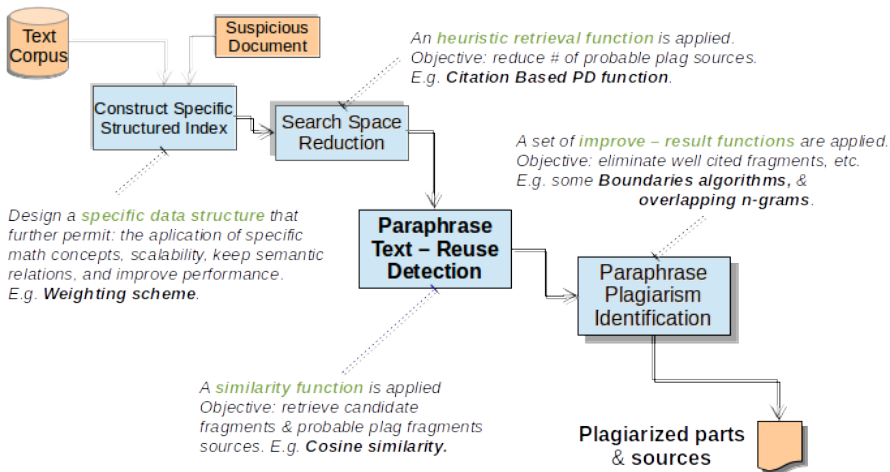 Text
Corpus
Suspicious
Document
An heuristic retrieval function is applied.
Objective: reduce # of probable plag sources.
E.g. Citation Based PD function.
Construct Specific
Structured Index
Search Space
Reduction
A set of improve – result functions are applied.
Objective: eliminate well cited fragments, etc.
E.g. some Boundaries algorithms, &
overlapping n-grams.
Design a specific data structure that
further permit: the aplication of specific
math concepts, scalability, keep semantic
relations, and improve performance.
E.g. Weighting scheme.
Paraphrase
Text – Reuse
Detection
Paraphrase
Plagiarism
Identification
A similarity function is applied
Objective: retrieve candidate
fragments & probable plag fragments
sources. E.g. Cosine similarity.
Plagiarized parts
& sources